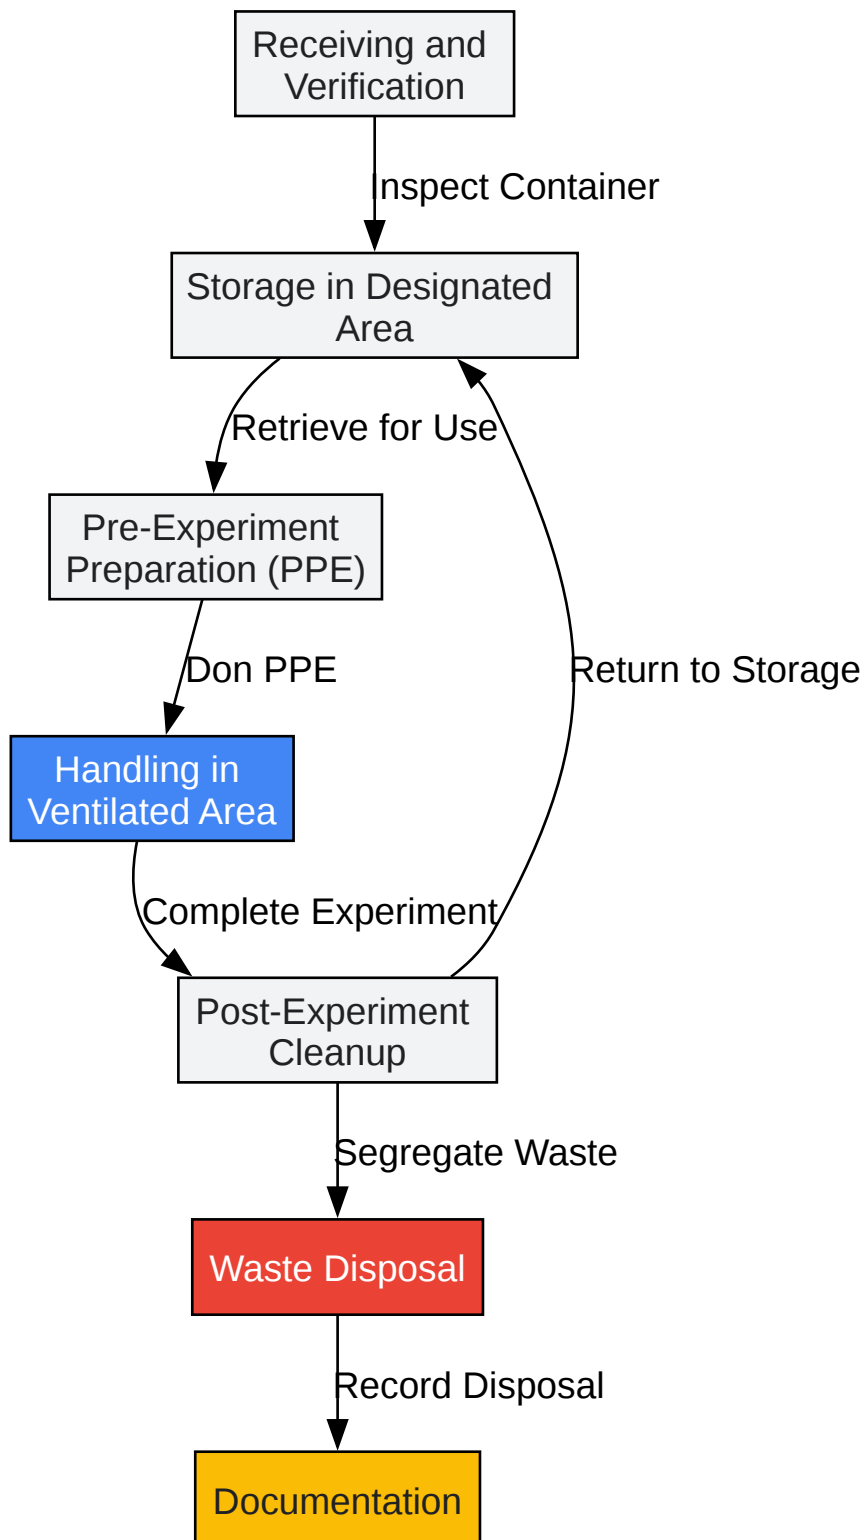 Receiving and
Verification
Inspect Container
Storage in Designated
Area
Retrieve for Use
Pre-Experiment
Preparation (PPE)
Don PPE
Return to Storage
Handling in
Ventilated Area
Complete Experiment
Post-Experiment
Cleanup
Segregate Waste
Waste Disposal
Record Disposal
Documentation